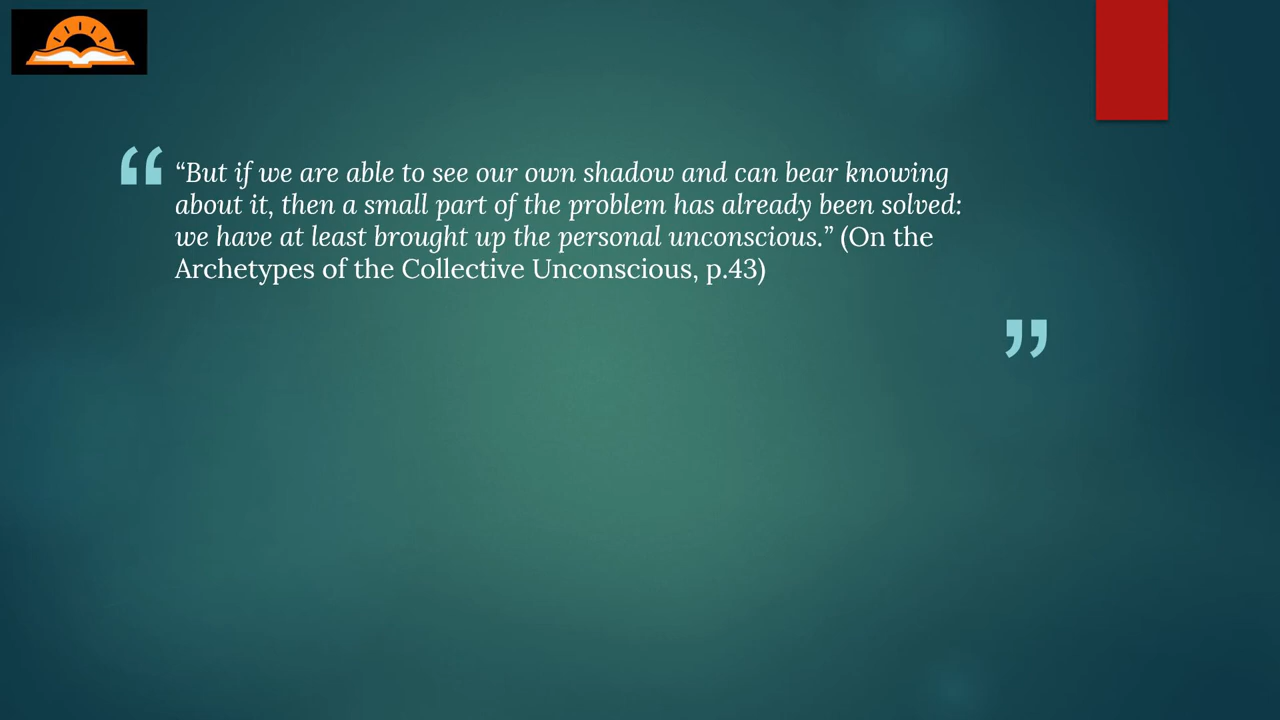 “But if we are able to see our own shadow and can bear knowing
about it, then a small part of the problem has already been solved:
we have at least brought up the personal unconscious.” (On the
Archetypes of the Collective Unconscious, p.43)